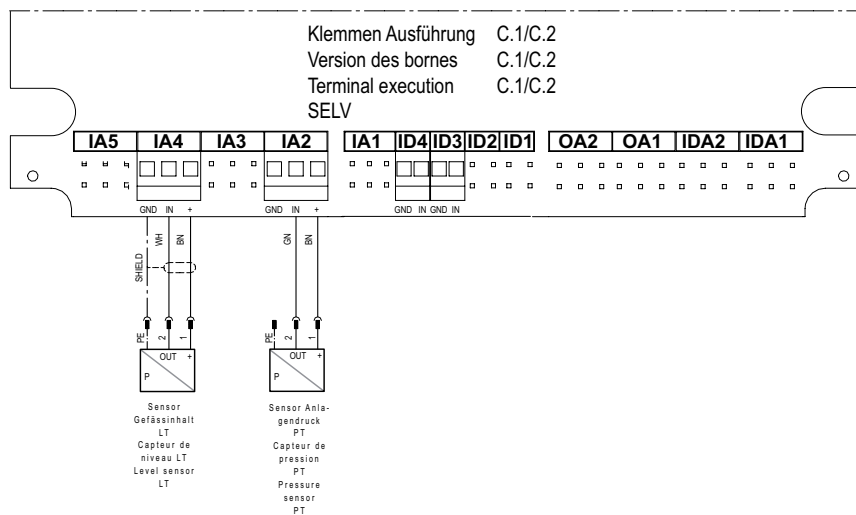 Klemmen Ausführung C.1/C.2
Version des bornes C.1/C.2
Terminal execution C.1/C.2
SELV
IA5 IA4 IA3 IA2 IA1 ID4 ID3 ID2 ID1 OA2 OA1 IDA2 IDA1
GND IN + GND IN + GND IN GND IN
SHIELD WH BN GN BN
PE 2 1 PE 2 1
OUT + OUT +
P P
Sensor
Gefässinhalt
LT
Capteur de
niveau LT
Level sensor
LT
Sensor Anla-
gendruck
PT
Capteur de
pression
PT
Pressure
sensor
PT